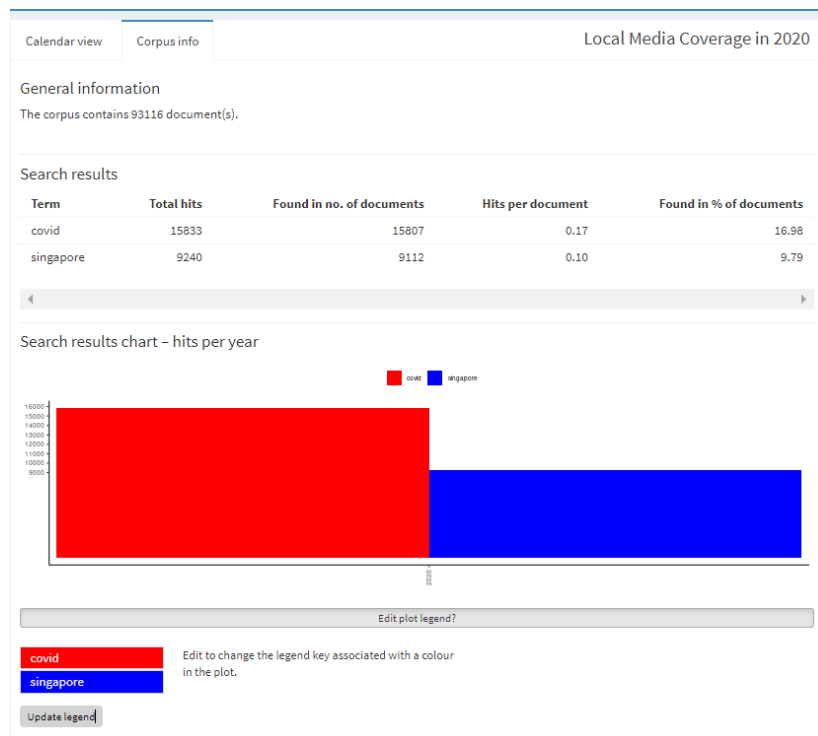 Calendar view Corpus info Local Media Coverage in 2020
General information
The corpus contains 93116 document(s).
Search results
Term Total hits Found in no. of documents Hits per document Found in % of documents
covid 15833 15807 0.17 16.98
singapore 9240 9112 0.10 9.79
Search results chart – hits per year
covid singapore
16000
15000
14000
13000
12000
11000
10000
9000
2020
Edit plot legend?
covid
singapore
Edit to change the legend key associated with a colour
in the plot.
Update legend